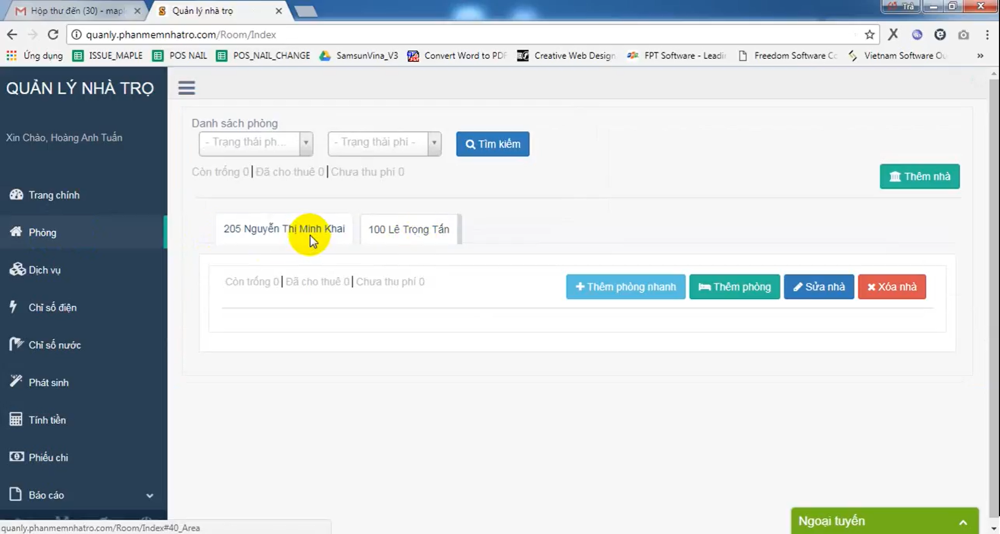 Hộp thư đến (30) - map
Quản lý nhà trọ
Trà
quanly.phanmemnhatro.com/Room/Index
Ứng dụng
ISSUE_MAPLE
POS NAIL
POS_NAIL_CHANGE
SamsunVina_V3
Convert Word to PDF
Creative Web Design
FPT Software - Leadi
Freedom Software Co
Vietnam Software Ou
»
QUẢN LÝ NHÀ TRỌ
Xin Chào, Hoàng Anh Tuấn
Trang chính
Phòng
Dịch vụ
Chỉ số điện
Chỉ số nước
Phát sinh
Tính tiền
Phiếu chi
Báo cáo
Danh sách phòng
- Trạng thái ph...
- Trạng thái phí -
Tìm kiếm
Còn trống 0 | Đã cho thuê 0 | Chưa thu phí 0
Thêm nhà
205 Nguyễn Thị Minh Khai
100 Lê Trọng Tấn
Còn trống 0 | Đã cho thuê 0 | Chưa thu phí 0
Thêm phòng nhanh
Thêm phòng
Sửa nhà
Xóa nhà
quanly.phanmemnhatro.com/Room/Index#40_Area
Ngoại tuyến